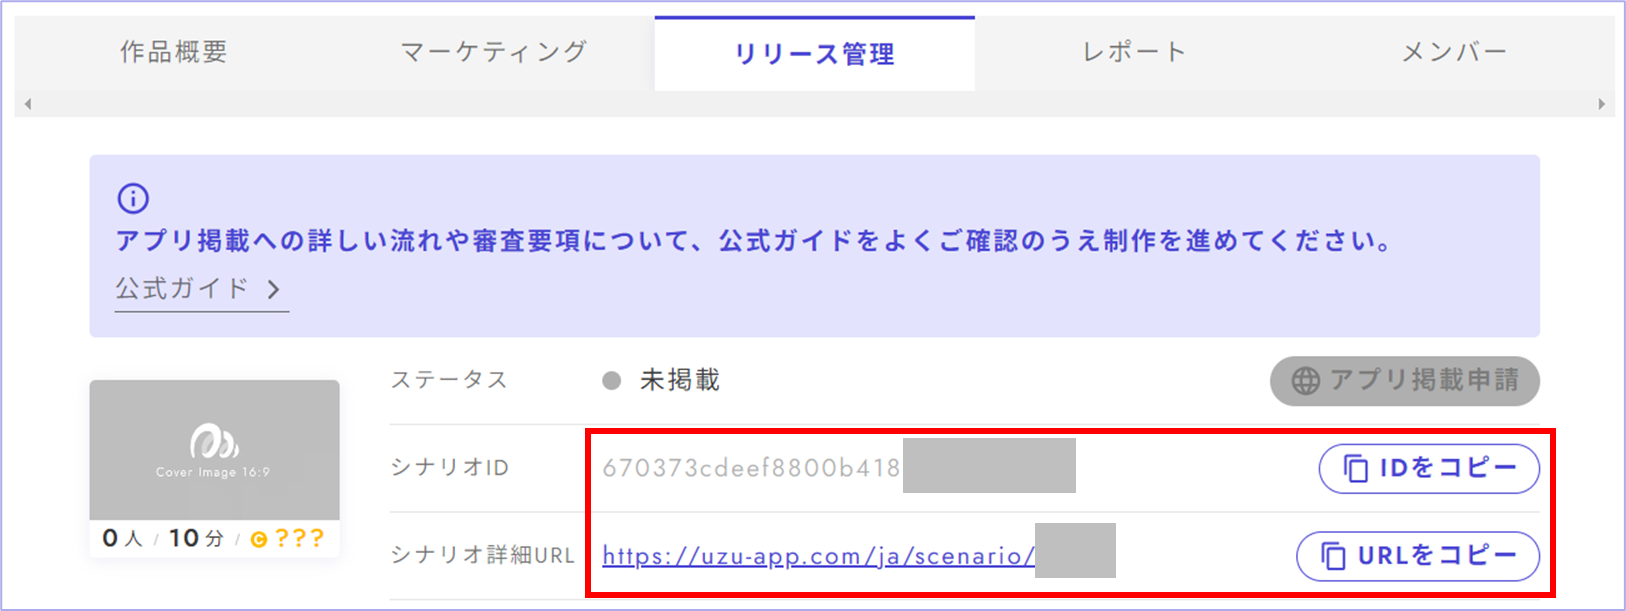 作品概要 マーケティング リリース管理 レポート メンバー
アプリ掲載への詳しい流れや審査要項について、公式ガイドをよくご確認のうえ制作を進めてください。
公式ガイド
ステータス 未掲載 アプリ掲載申請
Cover Image 16:9
0人 / 10分 / C ???
シナリオID 670373cdeef8800b418 IDをコピー
シナリオ詳細URL https://uzu-app.com/ja/scenario/ URLをコピー